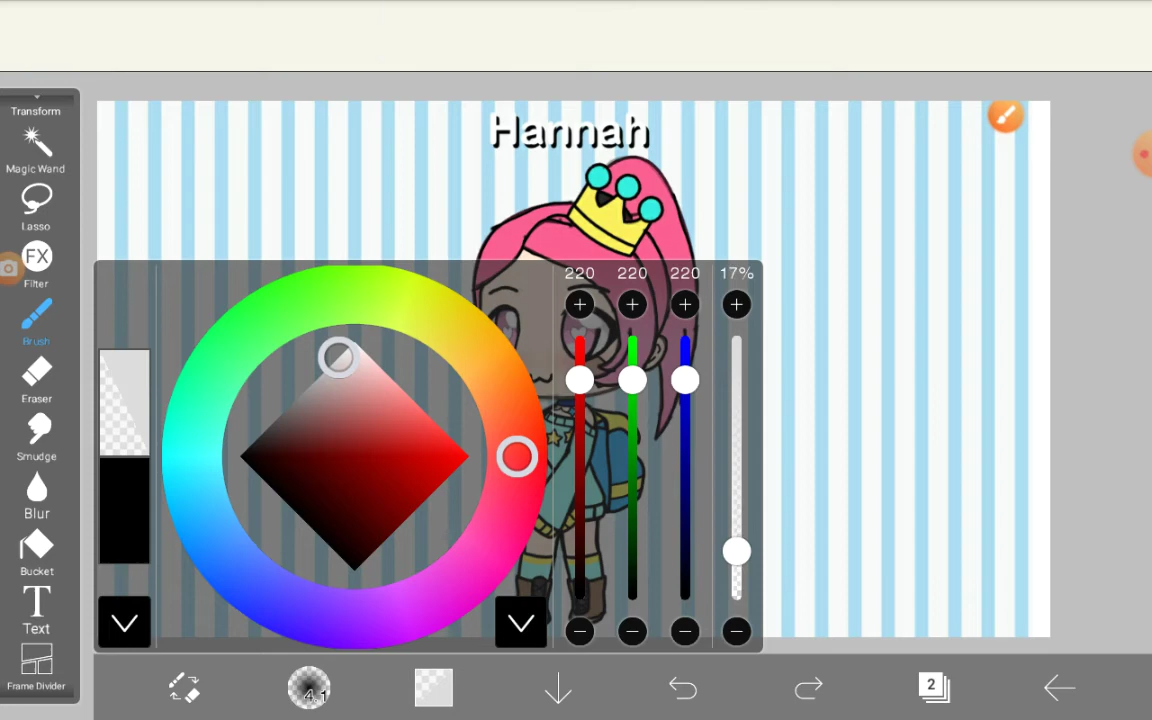 Transform
Magic Wand
Lasso
FX
Filter
Brush
Eraser
Smudge
Blur
Bucket
T
Text
Frame Divider
Hannah
220 220 220 17%
4.1
2